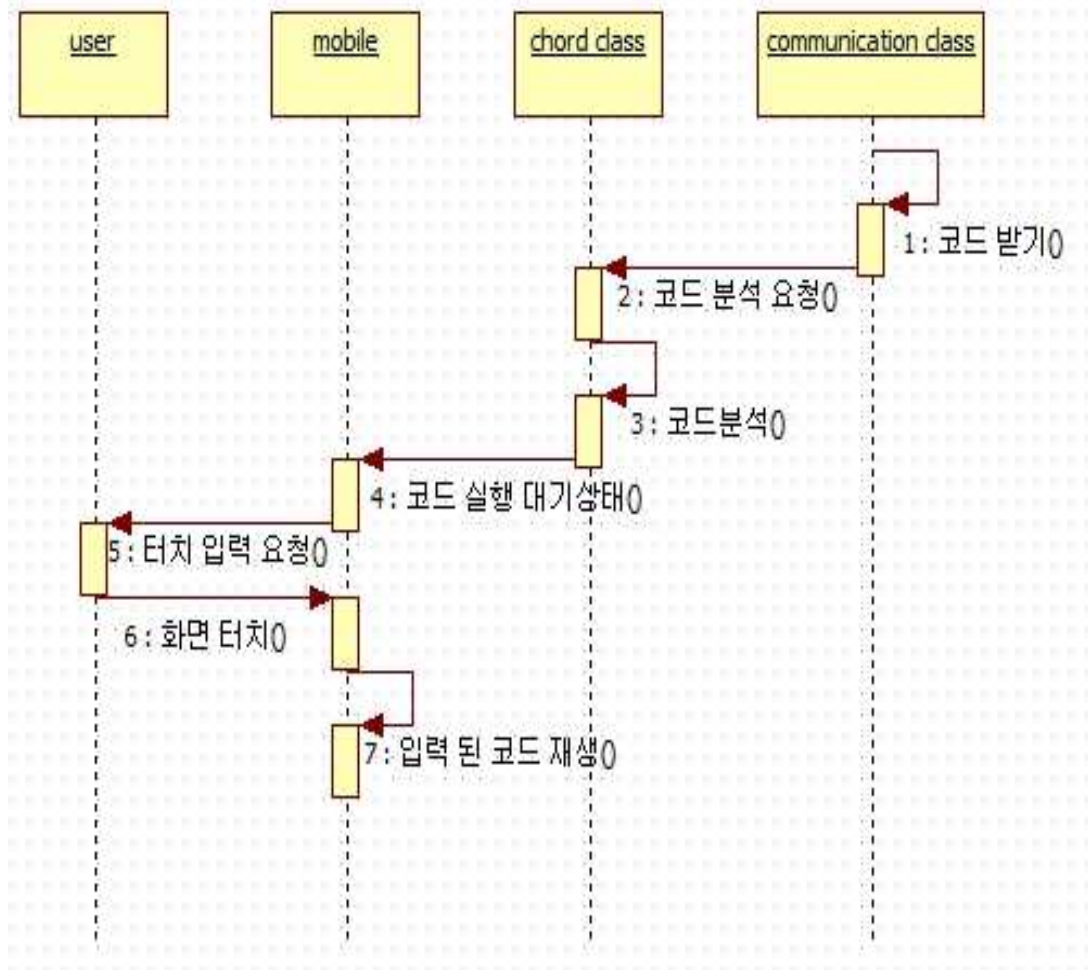 user
mobile
chord class
communication class
1 : 코드 받기()
2 : 코드 분석 요청()
3 : 코드분석()
4 : 코드 실행 대기상태()
5 : 터치 입력 요청()
6 : 화면 터치()
7 : 입력 된 코드 재생()